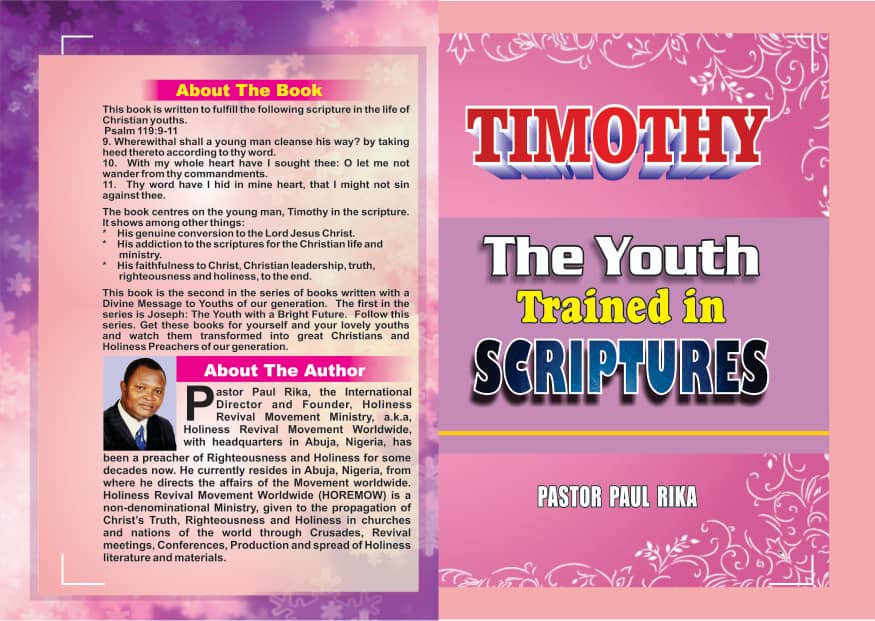 About The Book
This book is written to fulfill the following scripture in the life of
Christian youths.
Psalm 119:9-11
9. Wherewithal shall a young man cleanse his way? by taking
heed thereto according to thy word.
10. With my whole heart have I sought thee: O let me not
wander from thy commandments.
11. Thy word have I hid in mine heart, that I might not sin
against thee.
The book centres on the young man, Timothy in the scripture.
It shows among other things:
* His genuine conversion to the Lord Jesus Christ.
* His addiction to the scriptures for the Christian life and
ministry.
* His faithfulness to Christ, Christian leadership, truth,
righteousness and holiness, to the end.
This book is the second in the series of books written with a
Divine Message to Youths of our generation. The first in the
series is Joseph: The Youth with a Bright Future. Follow this
series. Get these books for yourself and your lovely youths
and watch them transformed into great Christians and
Holiness Preachers of our generation.
About The Author
Pastor Paul Rika, the International
Director and Founder, Holiness
Revival Movement Ministry, a.k.a,
Holiness Revival Movement Worldwide,
with headquarters in Abuja, Nigeria, has
been a preacher of Righteousness and Holiness for some
decades now. He currently resides in Abuja, Nigeria, from
where he directs the affairs of the Movement worldwide.
Holiness Revival Movement Worldwide (HOREMOW) is a
non-denominational Ministry, given to the propagation of
Christ's Truth, Righteousness and Holiness in churches
and nations of the world through Crusades, Revival
meetings, Conferences, Production and spread of Holiness
literature and materials.
TIMOTHY
The Youth
Trained in
SCRIPTURES
PASTOR PAUL RIKA